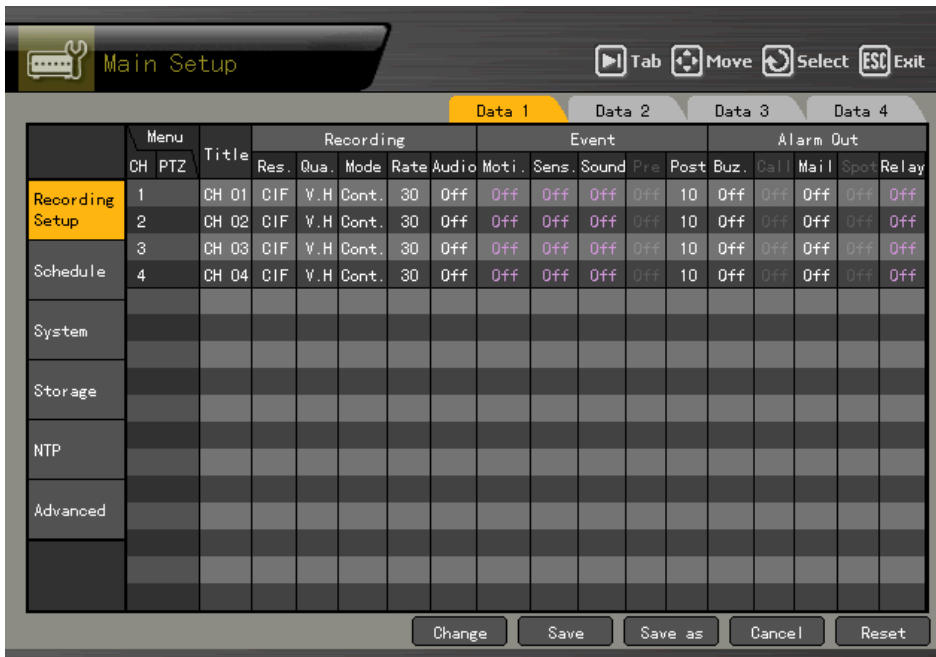 Main Setup
Tab Move Select ESC Exit
Data 1 Data 2 Data 3 Data 4
Menu Title Recording Event Alarm Out
CH PTZ Res. Qua. Mode Rate Audio Moti. Sens. Sound Pre Post Buz. Call Mail Spot Relay
Recording Setup
Schedule
System
Storage
NTP
Advanced
1 CH 01 CIF V.H Cont. 30 Off Off Off Off Off 10 Off Off Off Off Off
2 CH 02 CIF V.H Cont. 30 Off Off Off Off Off 10 Off Off Off Off Off
3 CH 03 CIF V.H Cont. 30 Off Off Off Off Off 10 Off Off Off Off Off
4 CH 04 CIF V.H Cont. 30 Off Off Off Off Off 10 Off Off Off Off Off
Change Save Save as Cancel Reset